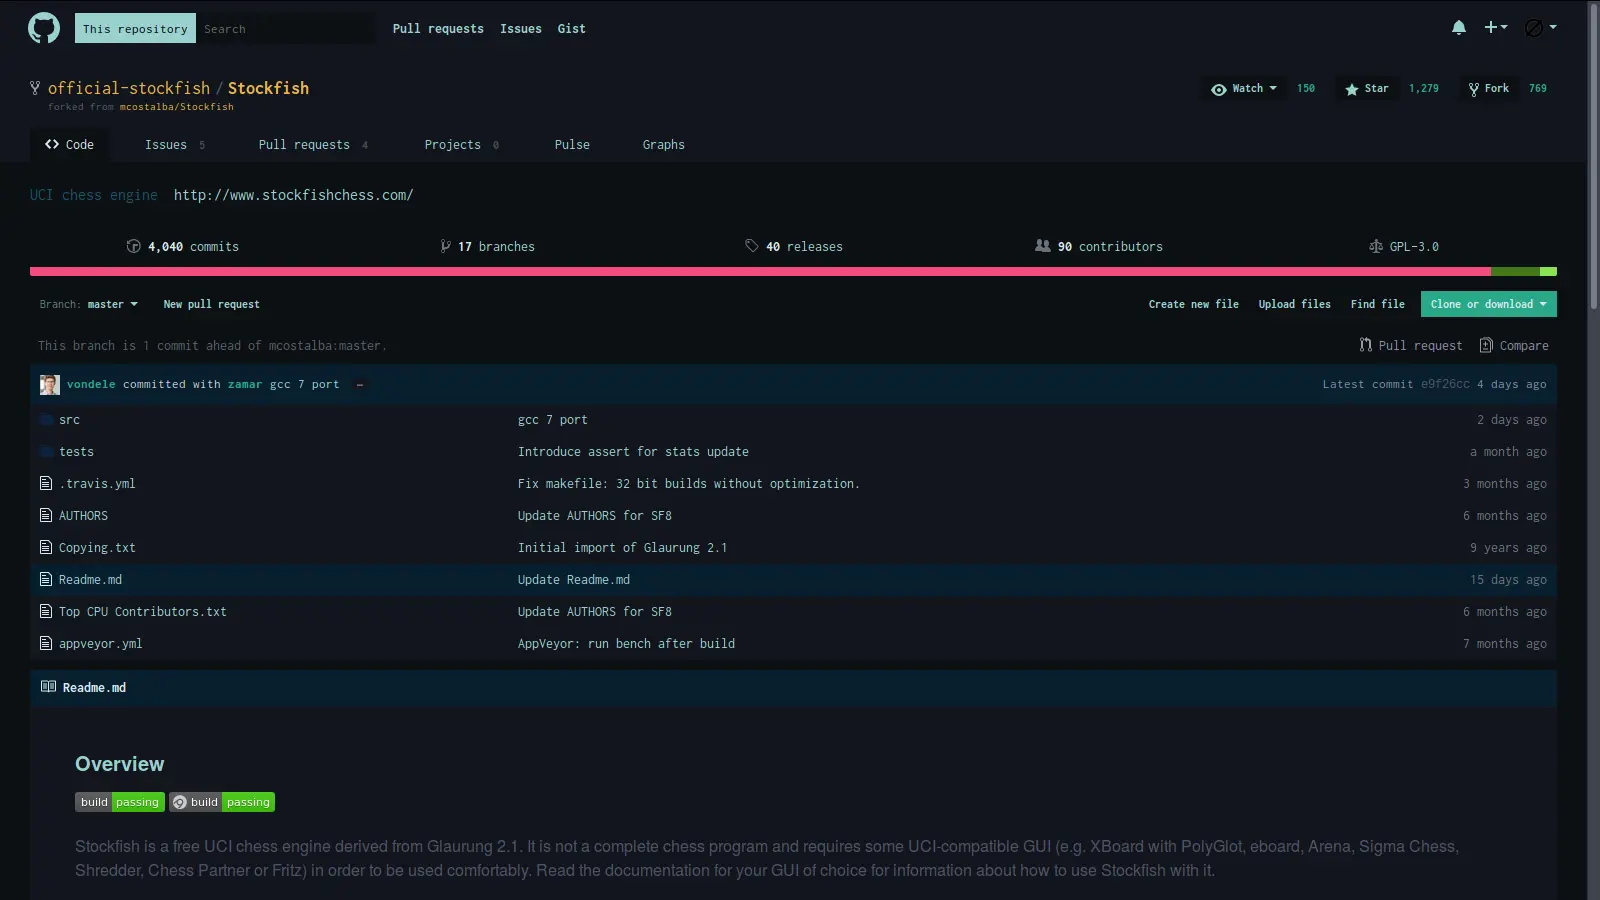 This repository Search Pull requests Issues Gist
official-stockfish / Stockfish Watch 150 Star 1,279 Fork 769
forked from mcostalba/Stockfish
Code Issues 5 Pull requests 4 Projects 0 Pulse Graphs
UCI chess engine http://www.stockfishchess.com/
4,040 commits 17 branches 40 releases 90 contributors GPL-3.0
Branch: master New pull request Create new file Upload files Find file Clone or download
This branch is 1 commit ahead of mcostalba:master. Pull request Compare
vondele committed with zamar gcc 7 port … Latest commit e9f26cc 4 days ago
src gcc 7 port 2 days ago
tests Introduce assert for stats update a month ago
.travis.yml Fix makefile: 32 bit builds without optimization. 3 months ago
AUTHORS Update AUTHORS for SF8 6 months ago
Copying.txt Initial import of Glaurung 2.1 9 years ago
Readme.md Update Readme.md 15 days ago
Top CPU Contributors.txt Update AUTHORS for SF8 6 months ago
appveyor.yml AppVeyor: run bench after build 7 months ago
Readme.md
Overview
build passing build passing
Stockfish is a free UCI chess engine derived from Glaurung 2.1. It is not a complete chess program and requires some UCI-compatible GUI (e.g. XBoard with PolyGlot, eboard, Arena, Sigma Chess,
Shredder, Chess Partner or Fritz) in order to be used comfortably. Read the documentation for your GUI of choice for information about how to use Stockfish with it.